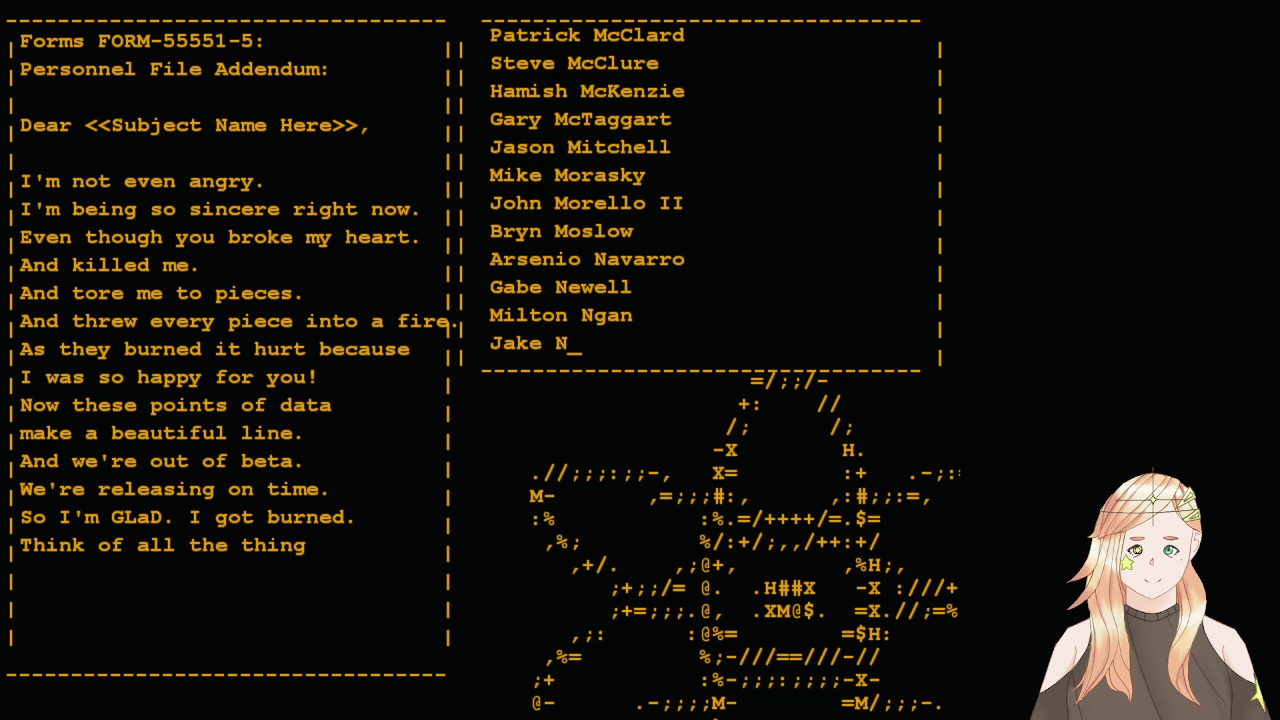 Forms FORM-55551-5:
Personnel File Addendum:
Dear <<Subject Name Here>>,
I'm not even angry.
I'm being so sincere right now.
Even though you broke my heart.
And killed me.
And tore me to pieces.
And threw every piece into a fire.
As they burned it hurt because
I was so happy for you!
Now these points of data
make a beautiful line.
And we're out of beta.
We're releasing on time.
So I'm GLaD. I got burned.
Think of all the thing
Patrick McClard
Steve McClure
Hamish McKenzie
Gary McTaggart
Jason Mitchell
Mike Morasky
John Morello II
Bryn Moslow
Arsenio Navarro
Gabe Newell
Milton Ngan
Jake N_